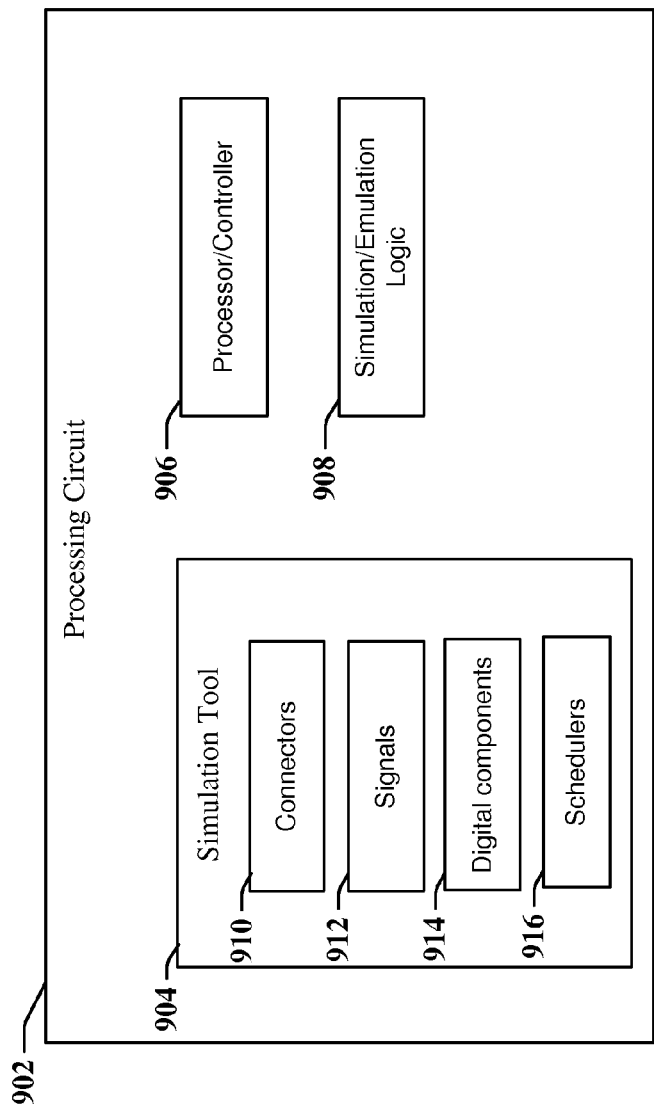 902
Processing Circuit
904
Simulation Tool
910
Connectors
912
Signals
914
Digital components
916
Schedulers
906
Processor/Controller
908
Simulation/Emulation
Logic